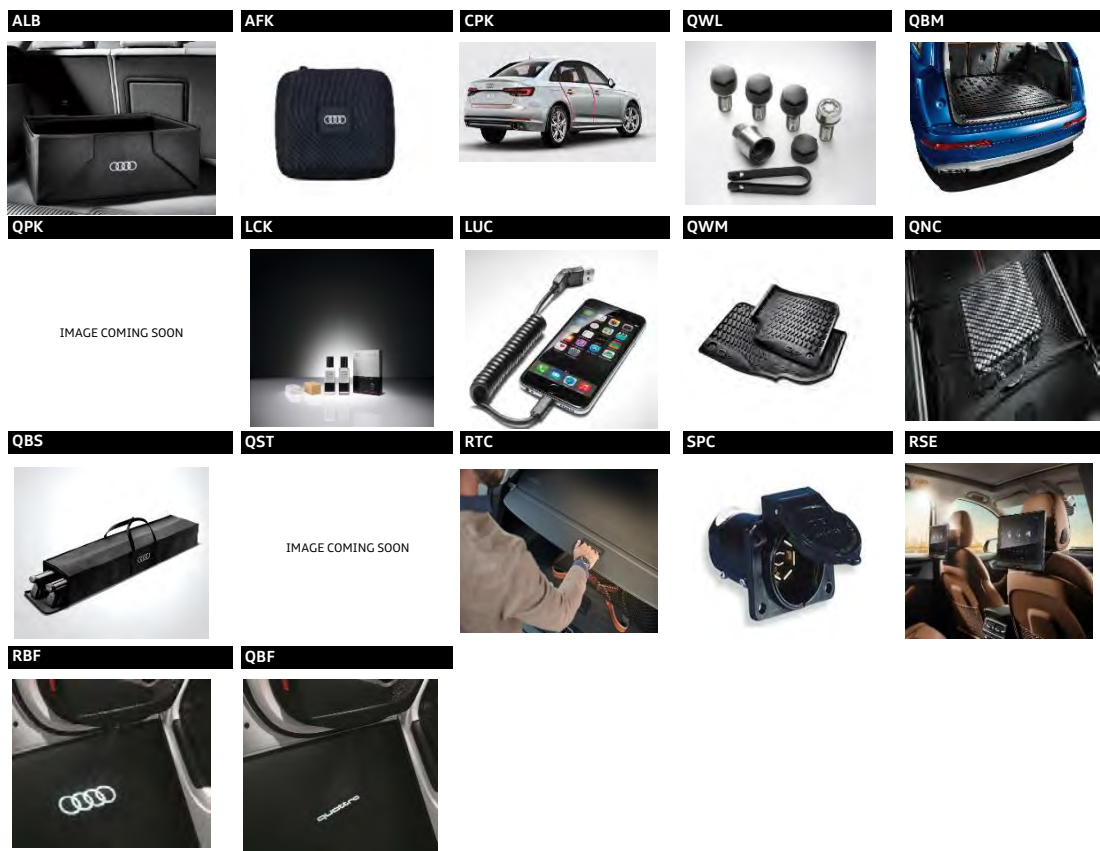 ALB
AFK
CPK
QWL
QBM
QPK
LCK
LUC
QWM
QNC
IMAGE COMING SOON
QBS
QST
RTC
SPC
RSE
IMAGE COMING SOON
RBF
QBF
quattro